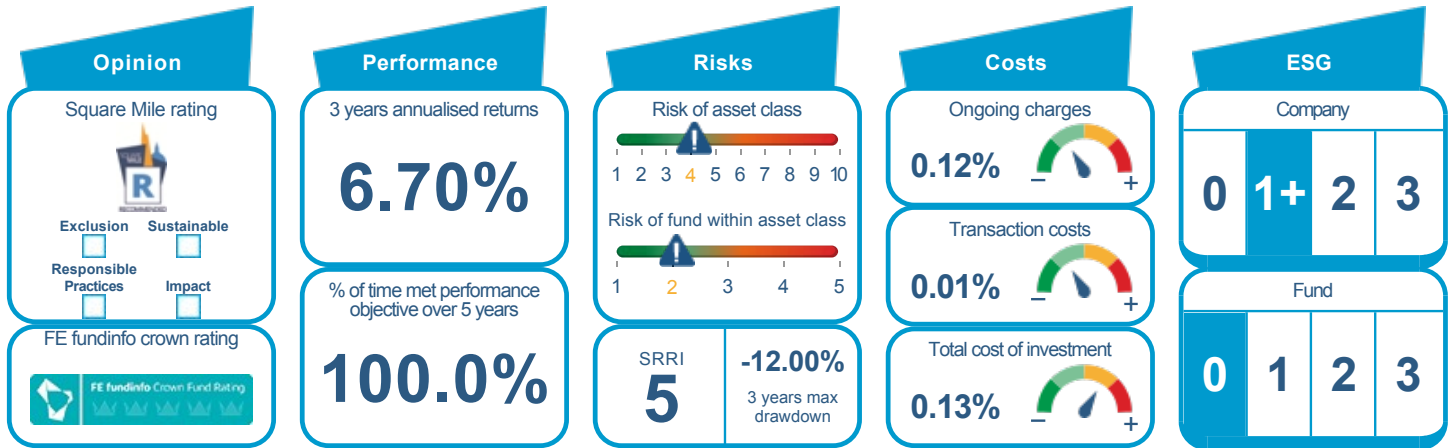 Opinion
Square Mile rating
R
RECOMMENDED
Exclusion
Sustainable
Responsible
Practices
Impact
FE fundinfo crown rating
FE fundinfo Crown Fund Rating
Performance
3 years annualised returns
6.70%
% of time met performance
objective over 5 years
100.0%
Risks
Risk of asset class
1 2 3 4 5 6 7 8 9 10
Risk of fund within asset class
1 2 3 4 5
SRRI
5
-12.00%
3 years max
drawdown
Costs
Ongoing charges
0.12%
− +
Transaction costs
0.01%
− +
Total cost of investment
0.13%
− +
ESG
Company
0 1+ 2 3
Fund
0 1 2 3